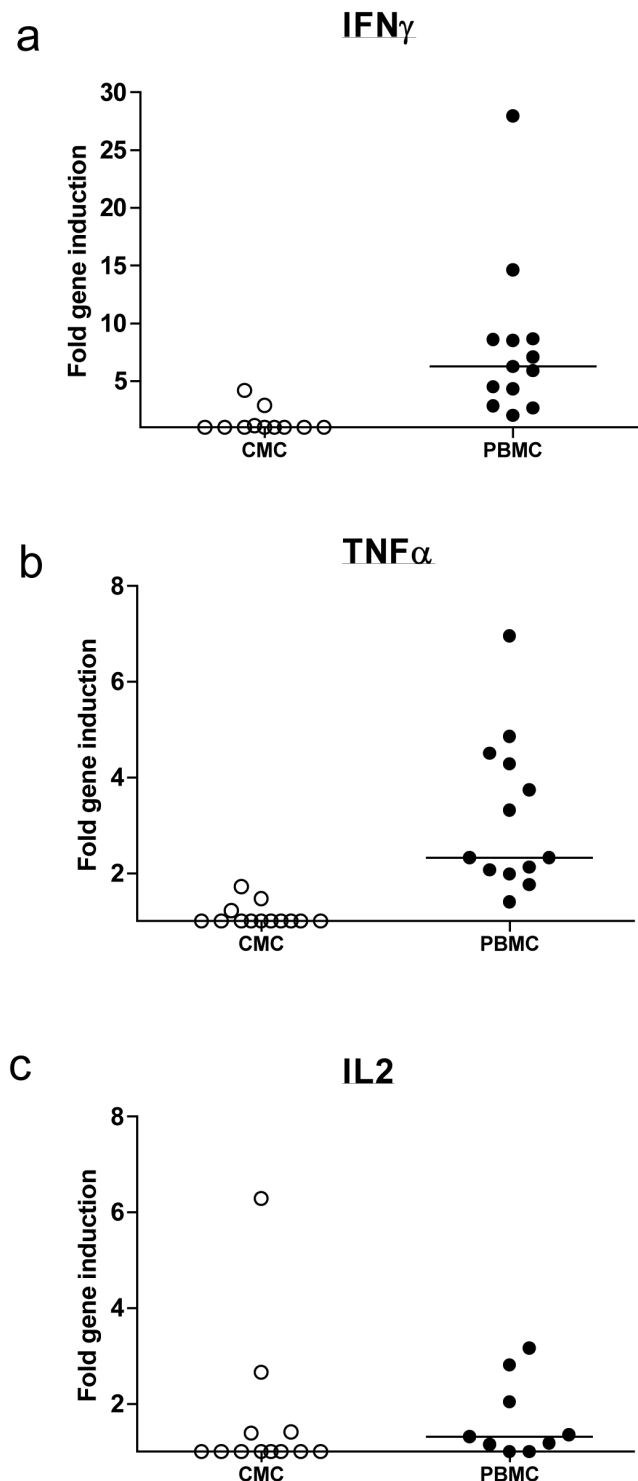 a
IFNγ
Fold gene induction
30
25
20
15
10
5
CMC PBMC
b
TNFα
Fold gene induction
8
6
4
2
CMC PBMC
c
IL2
Fold gene induction
8
6
4
2
CMC PBMC